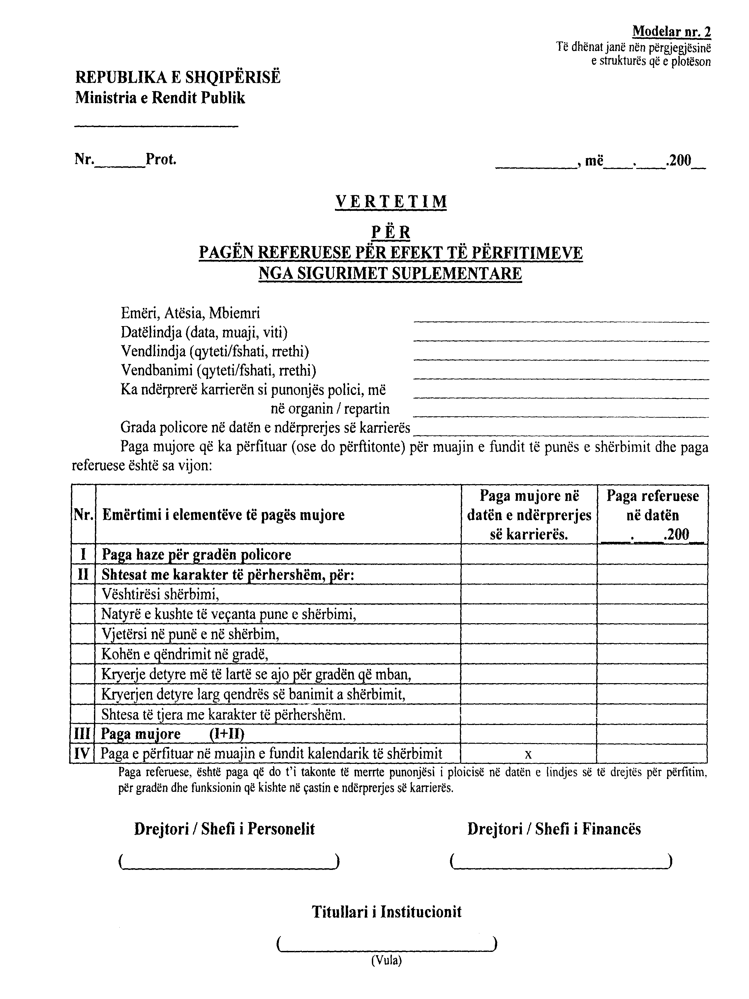 Modelar nr. 2
Të dhënat janë nën përgjegjësinë
e strukturës që e plotëson
REPUBLIKA E SHQIPËRISË
Ministria e Rendit Publik
Nr.______Prot.
__________, më____.____.200__
VERTETIM
PËR
PAGËN REFERUESE PËR EFEKT TË PËRFITIMEVE
NGA SIGURIMET SUPLEMENTARE
Emëri, Atësia, Mbiemri
Datëlindja (data, muaji, viti)
Vendlindja (qyteti/fshati, rrethi)
Vendbanimi (qyteti/fshati, rrethi)
Ka ndërprerë karrierën si punonjës polici, më
në organin / repartin
Grada policore në datën e ndërprerjes së karrierës
Paga mujore që ka përfituar (ose do përftitonte) për muajin e fundit të punës e shërbimit dhe paga
referuese është sa vijon:
Nr.
Emërtimi i elementëve të pagës mujore
Paga mujore në
datën e ndërprerjes
së karrierës.
Paga referuese
në datën
____.____.200__
I Paga haze për gradën policore
II Shtesat me karakter të përhershëm, për:
Vështirësi shërbimi,
Natyrë e kushte të veçanta pune e shërbimi,
Vjetërsi në punë e në shërbim,
Kohën e qëndrimit në gradë,
Kryerje detyre më të lartë se ajo për gradën që mban,
Kryerjen detyre larg qendrës së banimit a shërbimit,
Shtesa të tjera me karakter të përhershëm.
III Paga mujore (I+II)
IV Paga e përfituar në muajin e fundit kalendarik të shërbimit x
Paga referuese, është paga që do t’i takonte të merrte punonjësi i ploicisë në datën e lindjes së të drejtës për përfitim,
për gradën dhe funksionin që kishte në çastin e ndërprerjes së karrierës.
Drejtori / Shefi i Personelit
Drejtori / Shefi i Financës
(__________________________)
(__________________________)
Titullari i Institucionit
(__________________________)
(Vula)